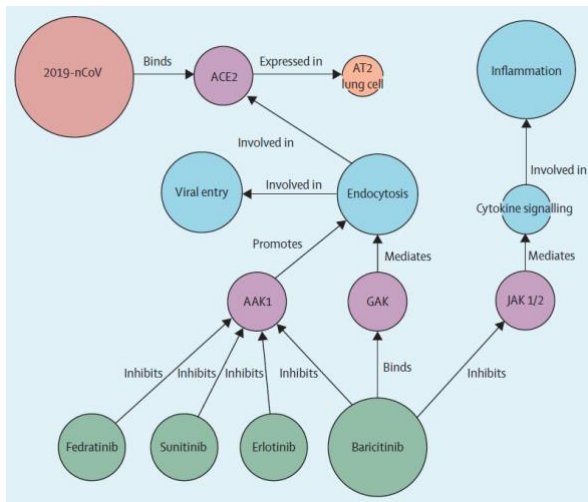 2019-nCoV
Binds
ACE2
Expressed in
AT2
lung cell
Inflammation
Involved in
Viral entry
Involved in
Endocytosis
Involved in
Cytokine signalling
Promotes
Mediates
Mediates
AAK1
GAK
JAK 1/2
Inhibits
Inhibits
Inhibits
Inhibits
Binds
Inhibits
Fedratinib
Sunitinib
Erlotinib
Baricitinib